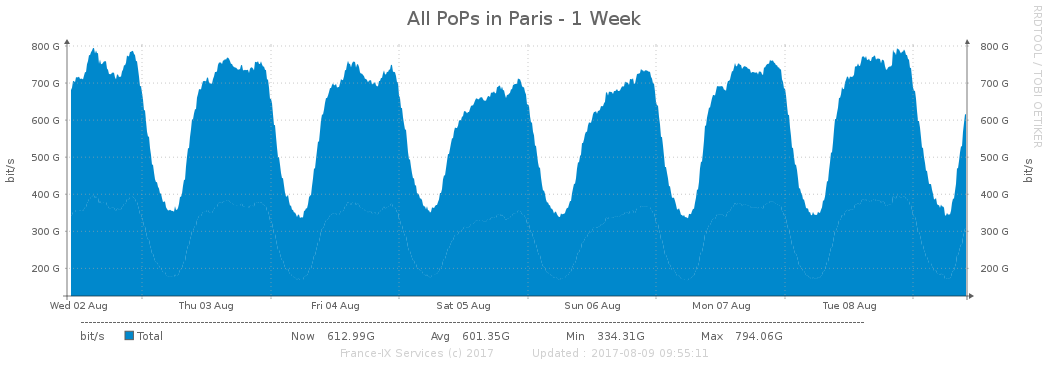 All PoPs in Paris - 1 Week
RRDTOOL / TOBI OETIKER
bit/s
800 G
700 G
600 G
500 G
400 G
300 G
200 G
800 G
700 G
600 G
500 G
400 G
300 G
200 G
bit/s
Wed 02 Aug Thu 03 Aug Fri 04 Aug Sat 05 Aug Sun 06 Aug Mon 07 Aug Tue 08 Aug
bit/s Total Now 612.99G Avg 601.35G Min 334.31G Max 794.06G
France-IX Services (c) 2017 Updated : 2017-08-09 09:55:11